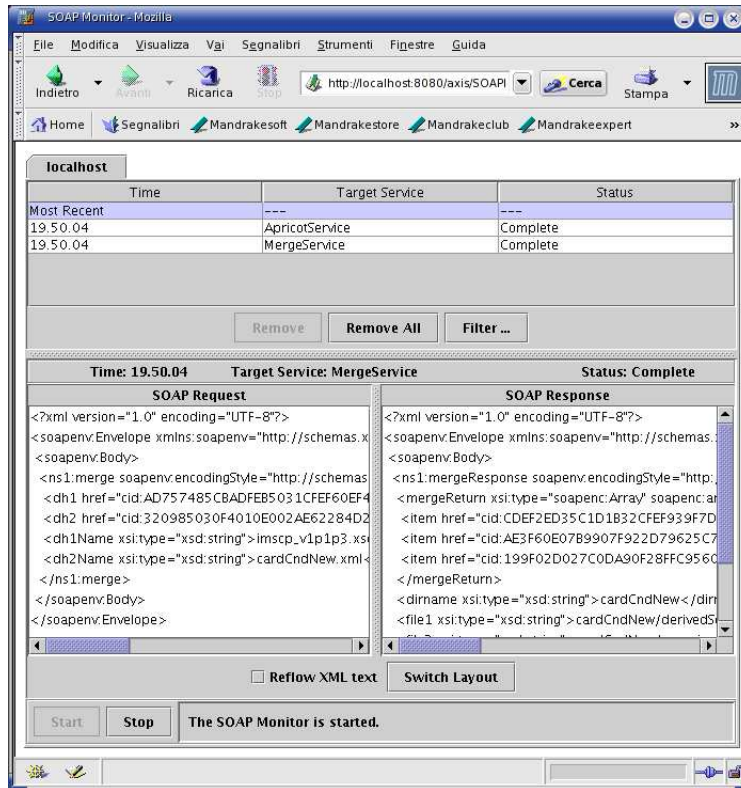 SOAP Monitor - Mozilla
File Modifica Visualizza Vai Segnalibri Strumenti Finestre Guida
Indietro Avanti Ricarica Stop http://localhost:8080/axis/SOAPI Cerca Stampa
Home Segnalibri Mandrakesoft Mandrakestore Mandrakeclub Mandrakeexpert »
localhost
Time Target Service Status
Most Recent --- ---
19.50.04 ApricotService Complete
19.50.04 MergeService Complete
Remove Remove All Filter ...
Time: 19.50.04 Target Service: MergeService Status: Complete
SOAP Request
<?xml version="1.0" encoding="UTF-8"?>
<soapenv:Envelope xmlns:soapenv="http://schemas.x
<soapenv:Body>
<ns1:merge soapenv:encodingStyle="http://schemas
<dh1 href="cid:AD757485CBADFEB5031CFEF60EF4
<dh2 href="cid:320985030F4010E002AE62284D2
<dh1Name xsi:type="xsd:string">imscp_v1p1p3.xs
<dh2Name xsi:type="xsd:string">cardCndNew.xml<
</ns1:merge>
</soapenv:Body>
</soapenv:Envelope>
SOAP Response
<?xml version="1.0" encoding="UTF-8"?>
<soapenv:Envelope xmlns:soapenv="http://schemas.
<soapenv:Body>
<ns1:mergeResponse soapenv:encodingStyle="http:
<mergeReturn xsi:type="soapenc:Array" soapenc:ar
<item href="cid:CDEF2ED35C1D1B32CFEF939F7D
<item href="cid:AE3F60E07B9907F922D79625C7
<item href="cid:199F02D027C0DA90F28FFC956
</mergeReturn>
<dirname xsi:type="xsd:string">cardCndNew</dir
<file1 xsi:type="xsd:string">cardCndNew/derivedS
Reflow XML text Switch Layout
Start Stop The SOAP Monitor is started.